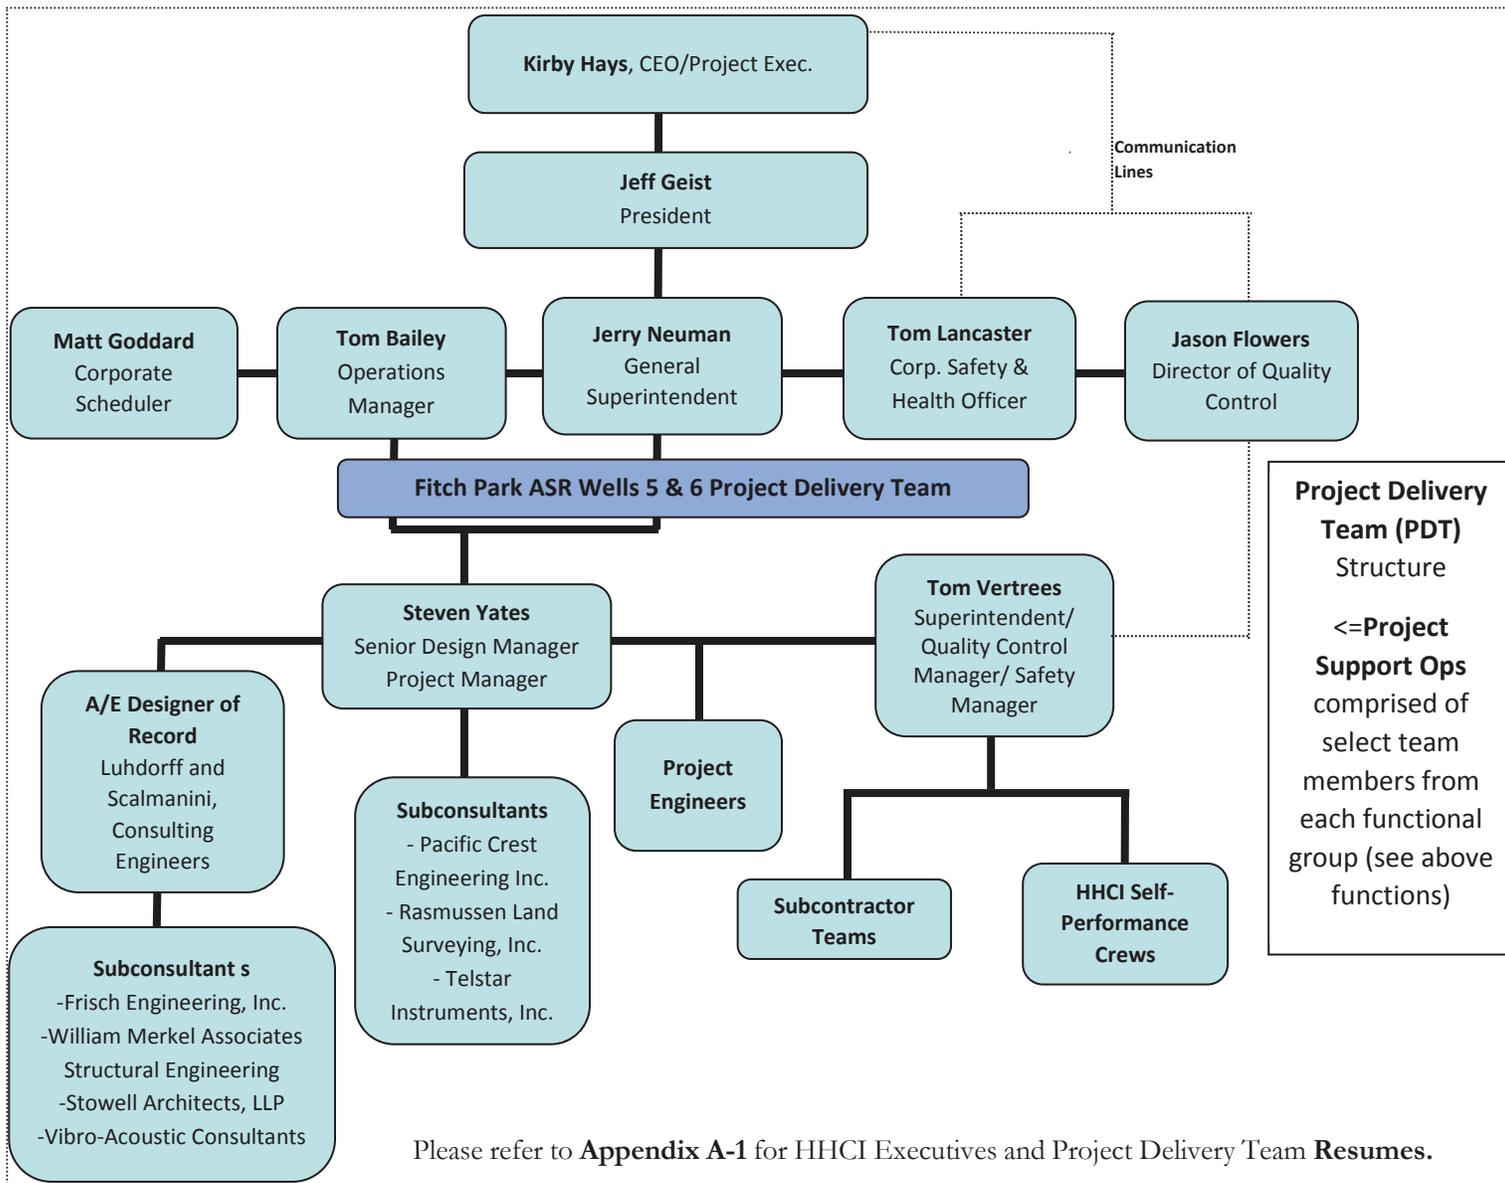 Kirby Hays, CEO/Project Exec.
Communication
Lines
Jeff Geist
President
Matt Goddard
Corporate
Scheduler
Tom Bailey
Operations
Manager
Jerry Neuman
General
Superintendent
Tom Lancaster
Corp. Safety &
Health Officer
Jason Flowers
Director of Quality
Control
Fitch Park ASR Wells 5 & 6 Project Delivery Team
Project Delivery
Team (PDT)
Structure
<=Project
Support Ops
comprised of
select team
members from
each functional
group (see above
functions)
Steven Yates
Senior Design Manager
Project Manager
Tom Vertrees
Superintendent/
Quality Control
Manager/ Safety
Manager
A/E Designer of
Record
Luhdorff and
Scalmanini,
Consulting
Engineers
Subconsultants
- Pacific Crest
Engineering Inc.
- Rasmussen Land
Surveying, Inc.
- Telstar
Instruments, Inc.
Project
Engineers
Subcontractor
Teams
HHCI Self-
Performance
Crews
Subconsultant s
-Frisch Engineering, Inc.
-William Merkel Associates
Structural Engineering
-Stowell Architects, LLP
-Vibro-Acoustic Consultants
Please refer to Appendix A-1 for HHCI Executives and Project Delivery Team Resumes.